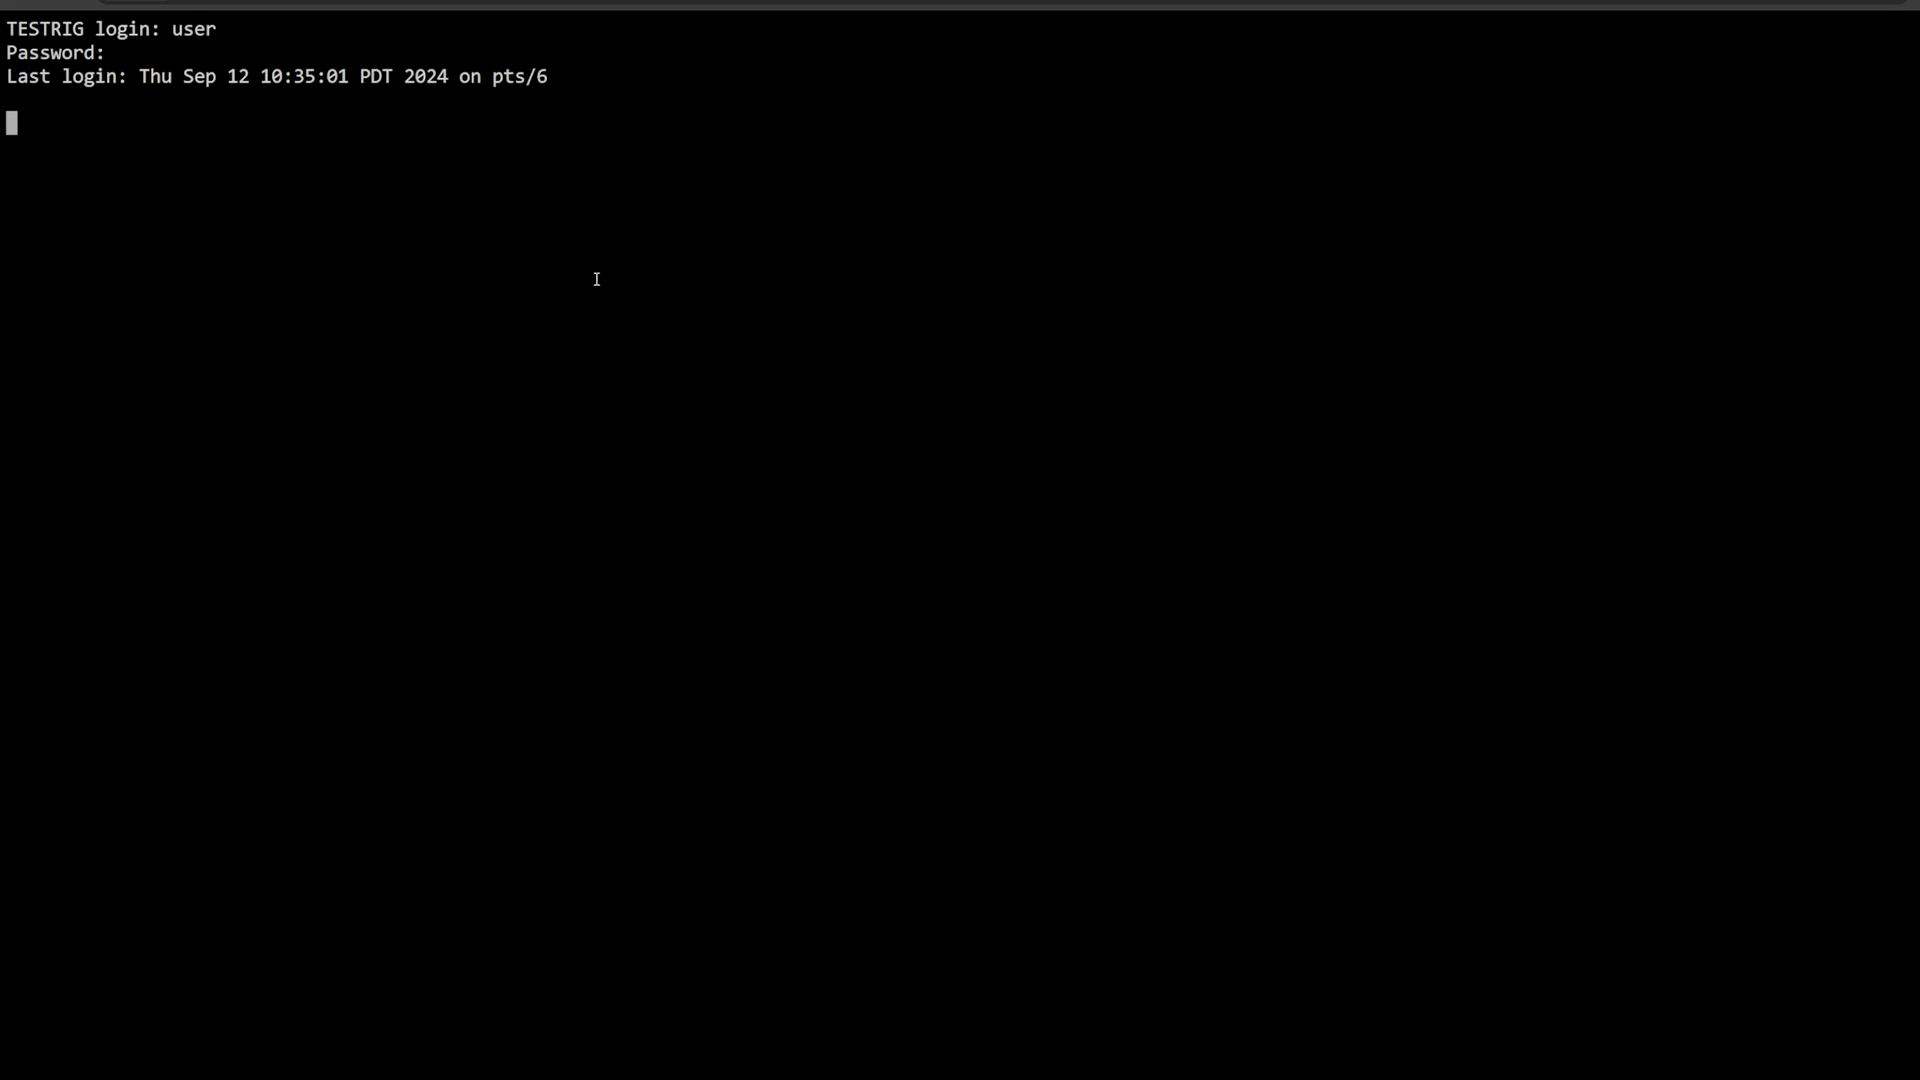 TESTRIG login: user
Password:
Last login: Thu Sep 12 10:35:01 PDT 2024 on pts/6